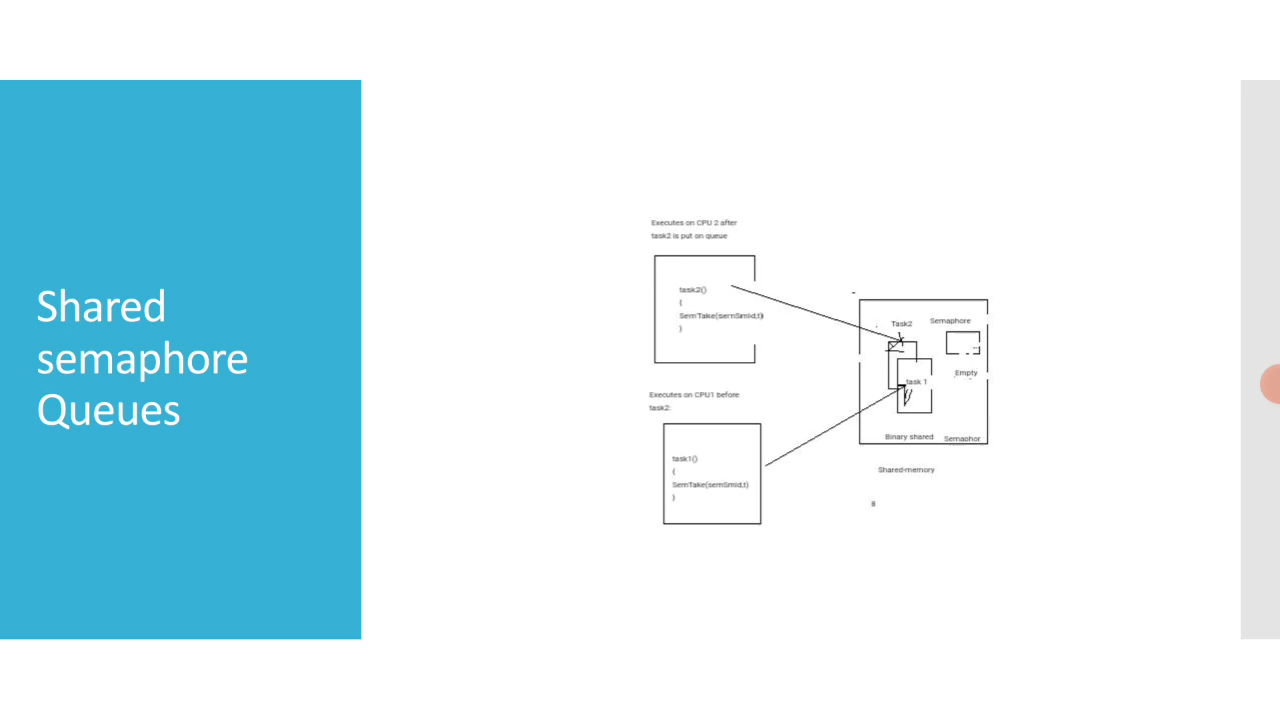 Shared
semaphore
Queues
Executes on CPU 2 after
task2 is put on queue
task2()
{
SemTake(semSmId,t)
}
Executes on CPU1 before
task2:
task1()
{
SemTake(semSmId,t)
}
Task2
Semaphore
Empty
task 1
Binary shared
Semaphor
Shared-memory
8